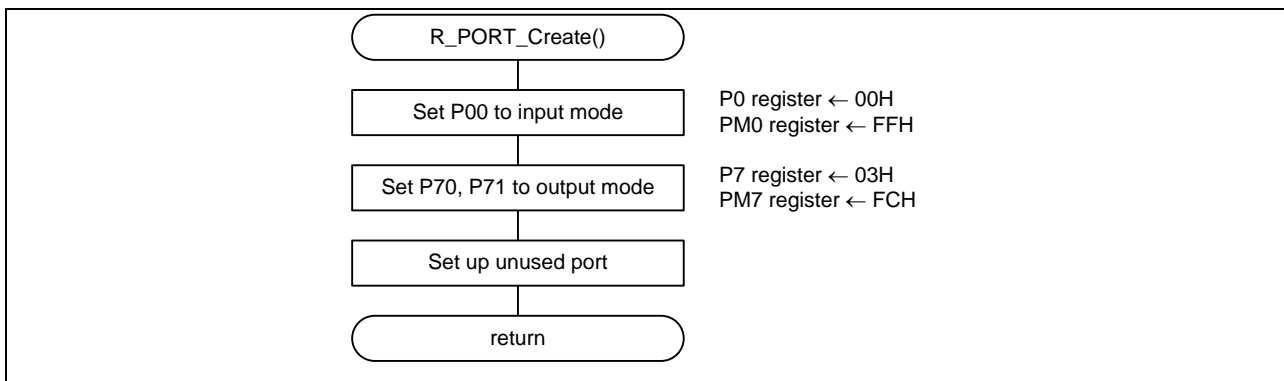 R_PORT_Create()
Set P00 to input mode
P0 register ← 00H
PM0 register ← FFH
Set P70, P71 to output mode
P7 register ← 03H
PM7 register ← FCH
Set up unused port
return